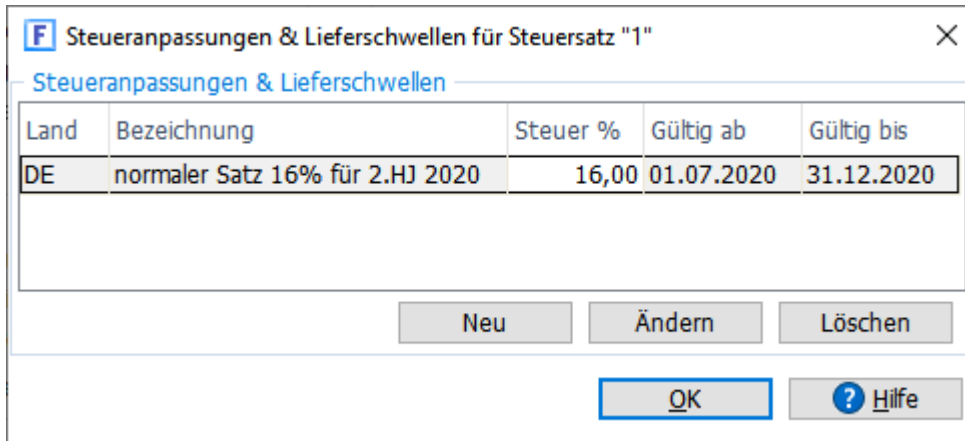 F Steueranpassungen & Lieferschwellen für Steuersatz "1"
Steueranpassungen & Lieferschwellen
Land Bezeichnung Steuer % Gültig ab Gültig bis
DE normaler Satz 16% für 2.HJ 2020 16,00 01.07.2020 31.12.2020
Neu Ändern Löschen
OK ? Hilfe